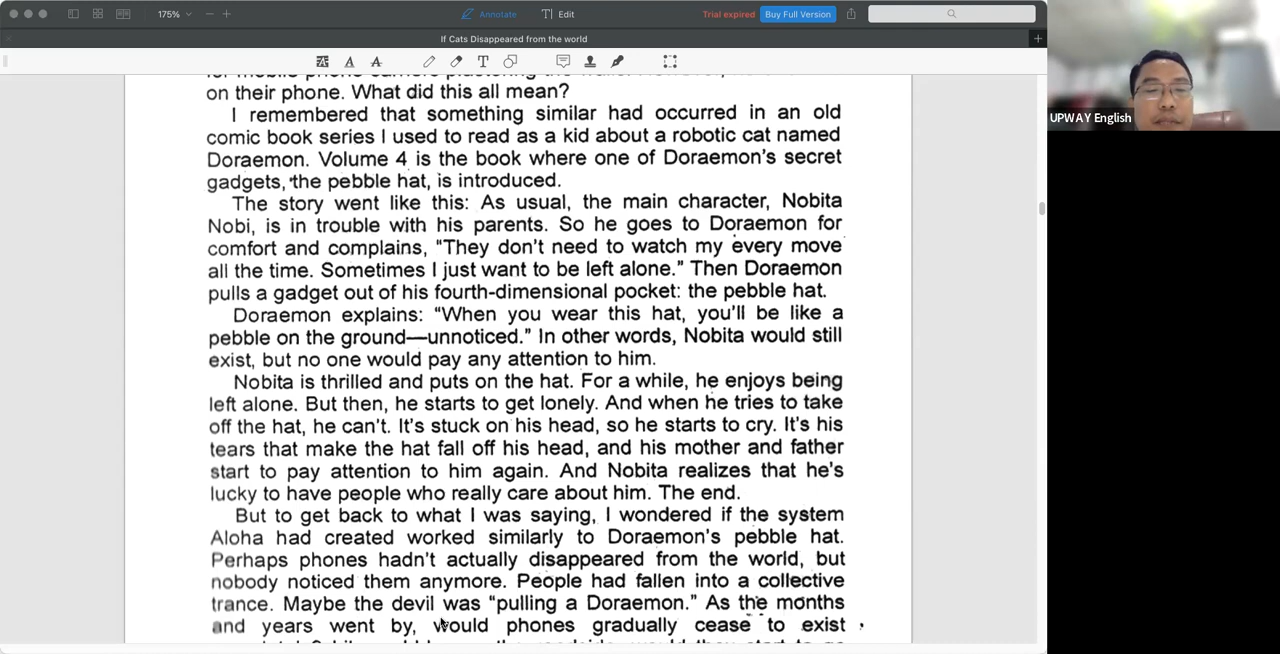 175%
Annotate
Edit
Trial expired
Buy Full Version
If Cats Disappeared from the world
UPWAY English
on their phone. What did this all mean?
I remembered that something similar had occurred in an old
comic book series I used to read as a kid about a robotic cat named
Doraemon. Volume 4 is the book where one of Doraemon's secret
gadgets, the pebble hat, is introduced.
The story went like this: As usual, the main character, Nobita
Nobi, is in trouble with his parents. So he goes to Doraemon for
comfort and complains, "They don't need to watch my every move
all the time. Sometimes I just want to be left alone." Then Doraemon
pulls a gadget out of his fourth-dimensional pocket: the pebble hat.
Doraemon explains: "When you wear this hat, you'll be like a
pebble on the ground—unnoticed." In other words, Nobita would still
exist, but no one would pay any attention to him.
Nobita is thrilled and puts on the hat. For a while, he enjoys being
left alone. But then, he starts to get lonely. And when he tries to take
off the hat, he can't. It's stuck on his head, so he starts to cry. It's his
tears that make the hat fall off his head, and his mother and father
start to pay attention to him again. And Nobita realizes that he's
lucky to have people who really care about him. The end.
But to get back to what I was saying, I wondered if the system
Aloha had created worked similarly to Doraemon's pebble hat.
Perhaps phones hadn't actually disappeared from the world, but
nobody noticed them anymore. People had fallen into a collective
trance. Maybe the devil was "pulling a Doraemon." As the months
and years went by, would phones gradually cease to exist